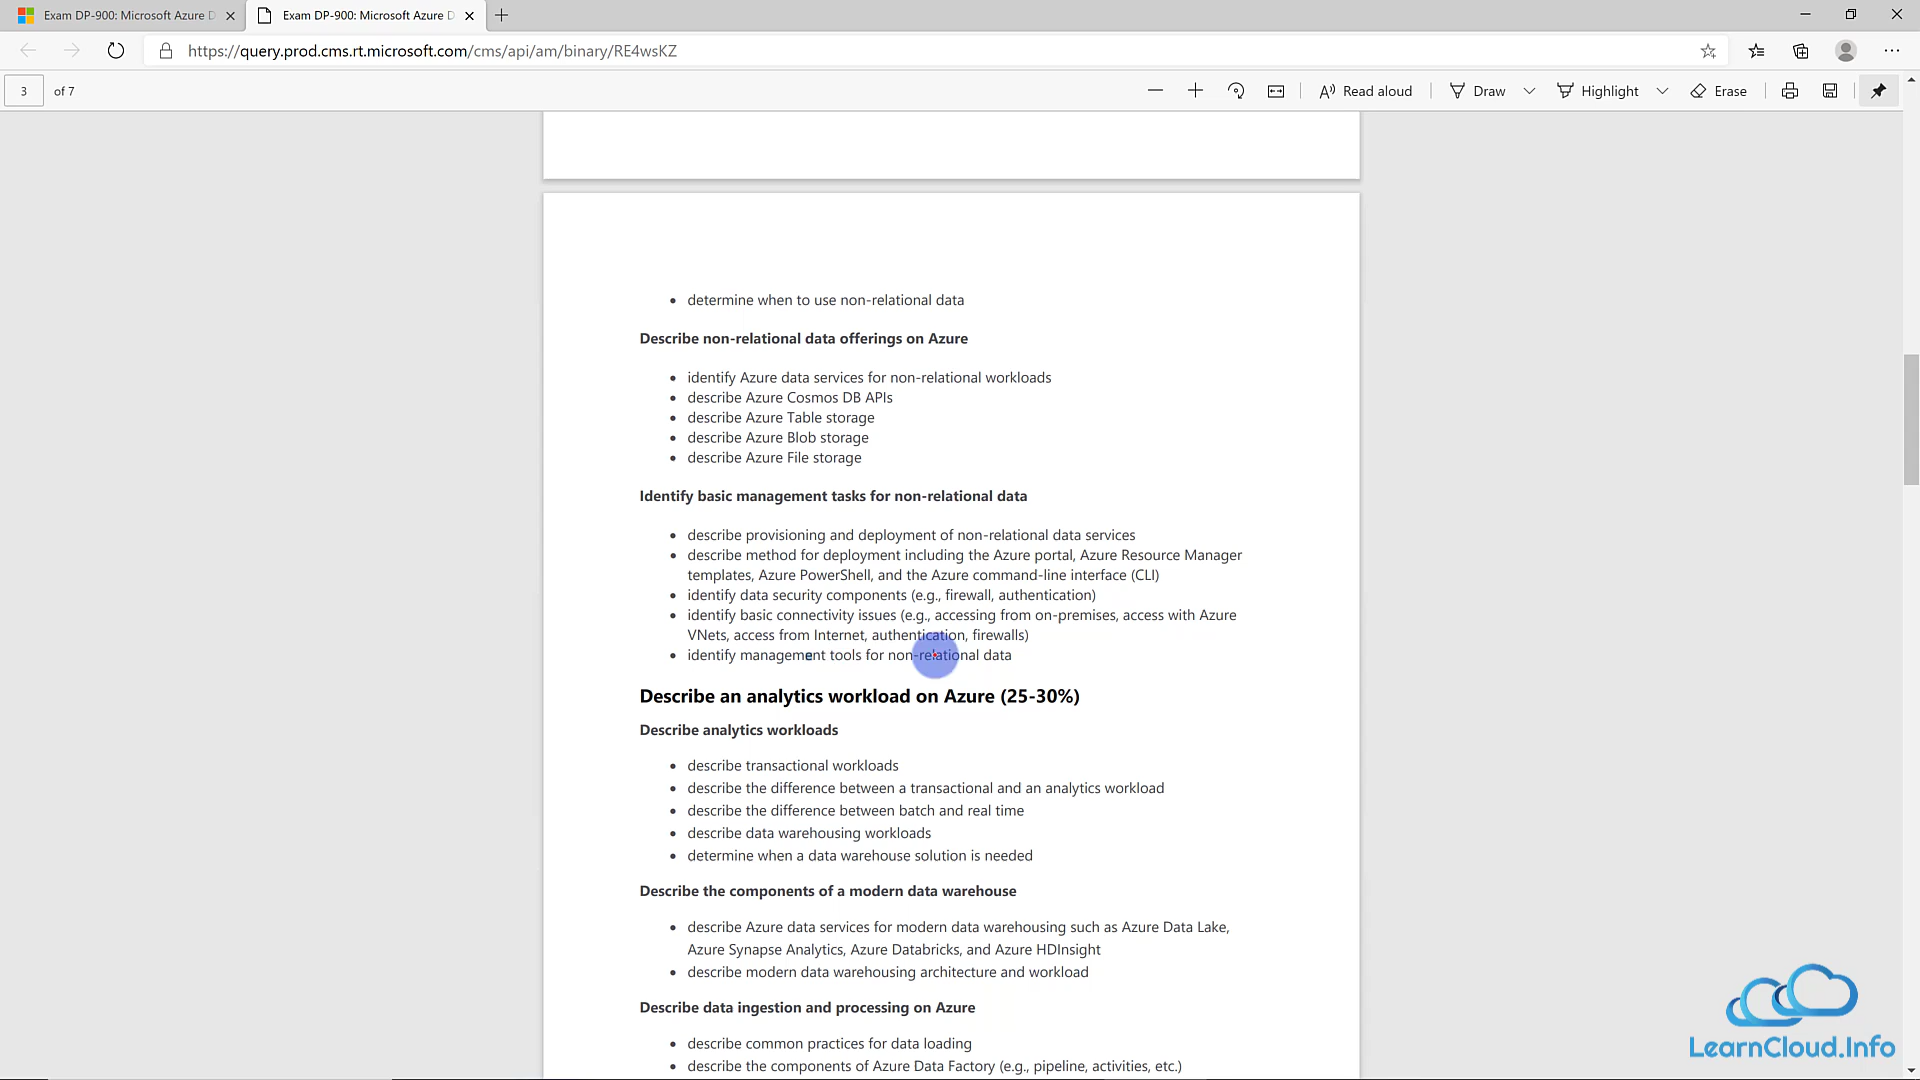 Exam DP-900: Microsoft Azure D
Exam DP-900: Microsoft Azure D
https://query.prod.cms.rt.microsoft.com/cms/api/am/binary/RE4wsKZ
3 of 7
Read aloud
Draw
Highlight
Erase
• determine when to use non-relational data
Describe non-relational data offerings on Azure
• identify Azure data services for non-relational workloads
• describe Azure Cosmos DB APIs
• describe Azure Table storage
• describe Azure Blob storage
• describe Azure File storage
Identify basic management tasks for non-relational data
• describe provisioning and deployment of non-relational data services
• describe method for deployment including the Azure portal, Azure Resource Manager
templates, Azure PowerShell, and the Azure command-line interface (CLI)
• identify data security components (e.g., firewall, authentication)
• identify basic connectivity issues (e.g., accessing from on-premises, access with Azure
VNets, access from Internet, authentication, firewalls)
• identify management tools for non-relational data
Describe an analytics workload on Azure (25-30%)
Describe analytics workloads
• describe transactional workloads
• describe the difference between a transactional and an analytics workload
• describe the difference between batch and real time
• describe data warehousing workloads
• determine when a data warehouse solution is needed
Describe the components of a modern data warehouse
• describe Azure data services for modern data warehousing such as Azure Data Lake,
Azure Synapse Analytics, Azure Databricks, and Azure HDInsight
• describe modern data warehousing architecture and workload
Describe data ingestion and processing on Azure
• describe common practices for data loading
• describe the components of Azure Data Factory (e.g., pipeline, activities, etc.)
LearnCloud.Info